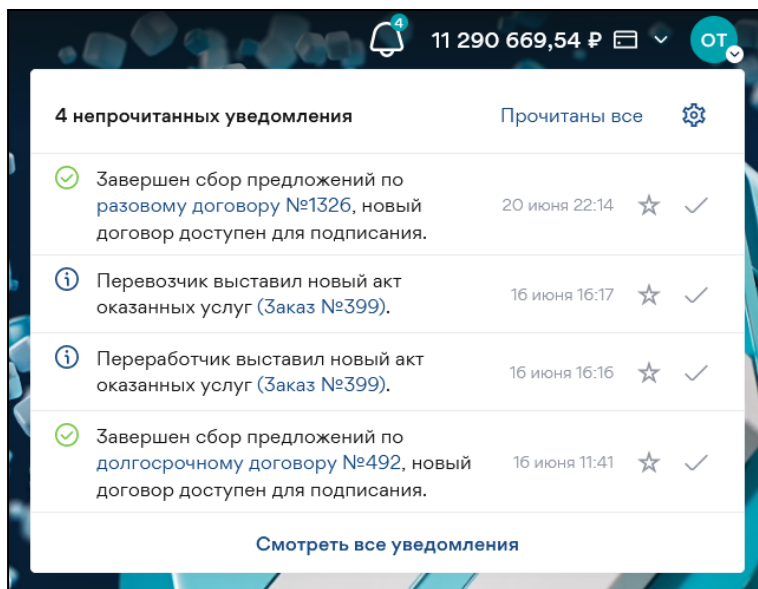 4
11 290 669,54 ₽
ОТ
4 непрочитанных уведомления
Прочитаны все
Завершен сбор предложений по
разовому договору №1326, новый
договор доступен для подписания.
20 июня 22:14
Перевозчик выставил новый акт
оказанных услуг (Заказ №399).
16 июня 16:17
Переработчик выставил новый акт
оказанных услуг (Заказ №399).
16 июня 16:16
Завершен сбор предложений по
долгосрочному договору №492, новый
договор доступен для подписания.
16 июня 11:41
Смотреть все уведомления